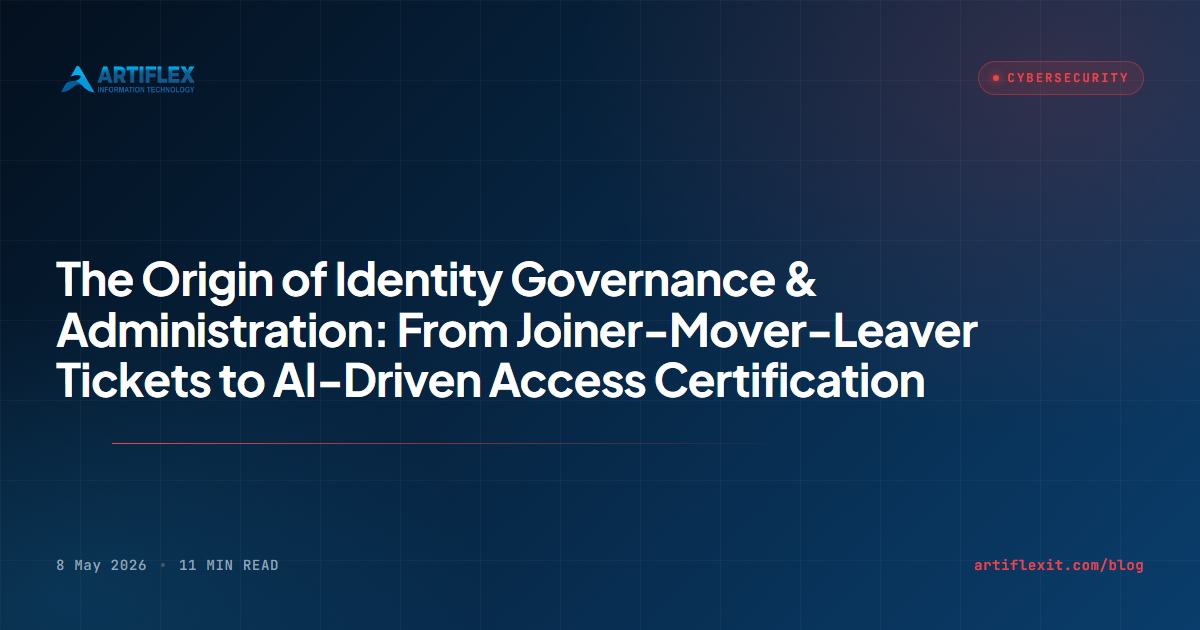 ARTIFLEX
INFORMATION TECHNOLOGY
CYBERSECURITY
The Origin of Identity Governance &
Administration: From Joiner-Mover-Leaver
Tickets to AI-Driven Access Certification
8 May 2026 • 11 MIN READ
artiflexit.com/blog